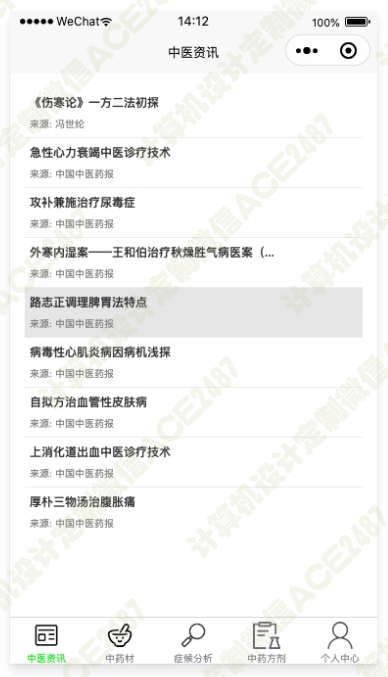 WeChat 14:12 100%
中医资讯
《伤寒论》一方二法初探
来源: 冯世纶
急性心力衰竭中医诊疗技术
来源: 中国中医药报
攻补兼施治疗尿毒症
来源: 中国中医药报
外寒内湿案——王和伯治疗秋燥胜气病医案（...
来源: 中国中医药报
路志正调理脾胃法特点
来源: 中国中医药报
病毒性心肌炎病因病机浅探
来源: 中国中医药报
自拟方治血管性皮肤病
来源: 中国中医药报
上消化道出血中医诊疗技术
来源: 中国中医药报
厚朴三物汤治腹胀痛
来源: 中国中医药报
中医资讯 中药材 症候分析 中药方剂 个人中心
计算机设计定制微信ACE2487